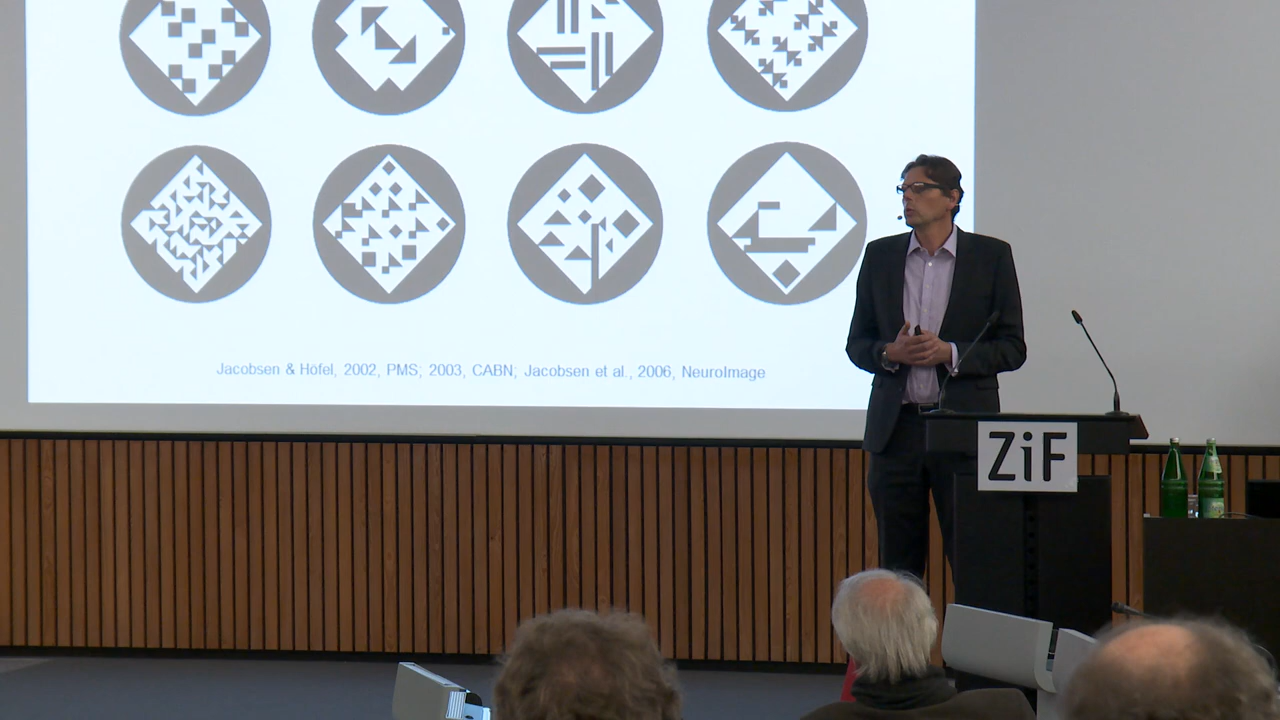 Jacobsen & Höfel, 2002, PMS; 2003, CABN; Jacobsen et al., 2006, NeuroImage
ZiF